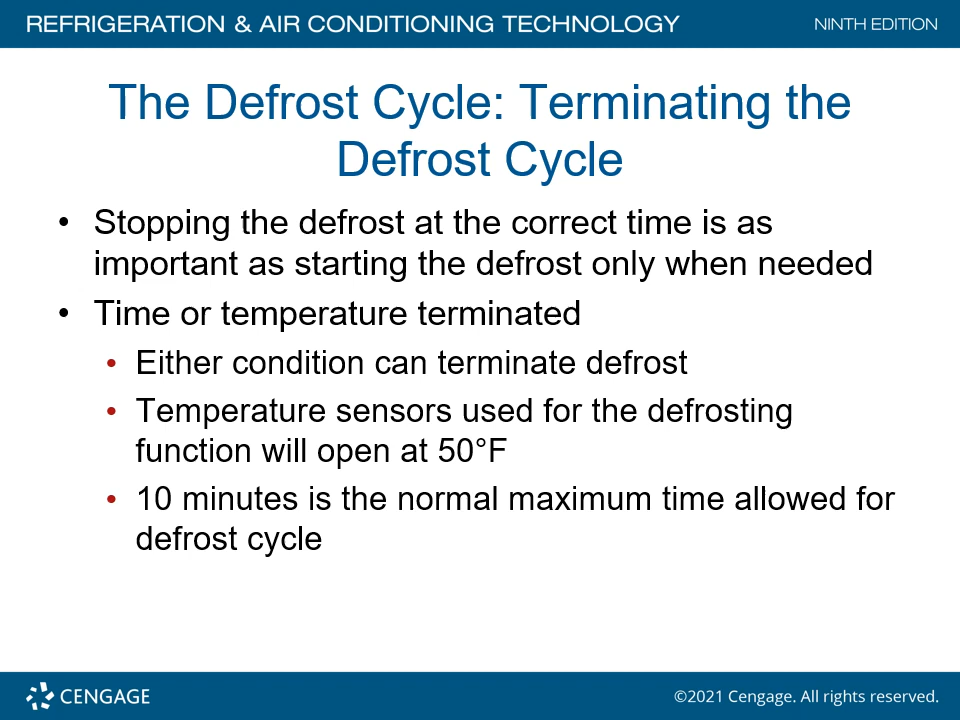 REFRIGERATION & AIR CONDITIONING TECHNOLOGY
NINTH EDITION
The Defrost Cycle: Terminating the
Defrost Cycle
• Stopping the defrost at the correct time is as
important as starting the defrost only when needed
• Time or temperature terminated
• Either condition can terminate defrost
• Temperature sensors used for the defrosting
function will open at 50°F
• 10 minutes is the normal maximum time allowed for
defrost cycle
CENGAGE
©2021 Cengage. All rights reserved.